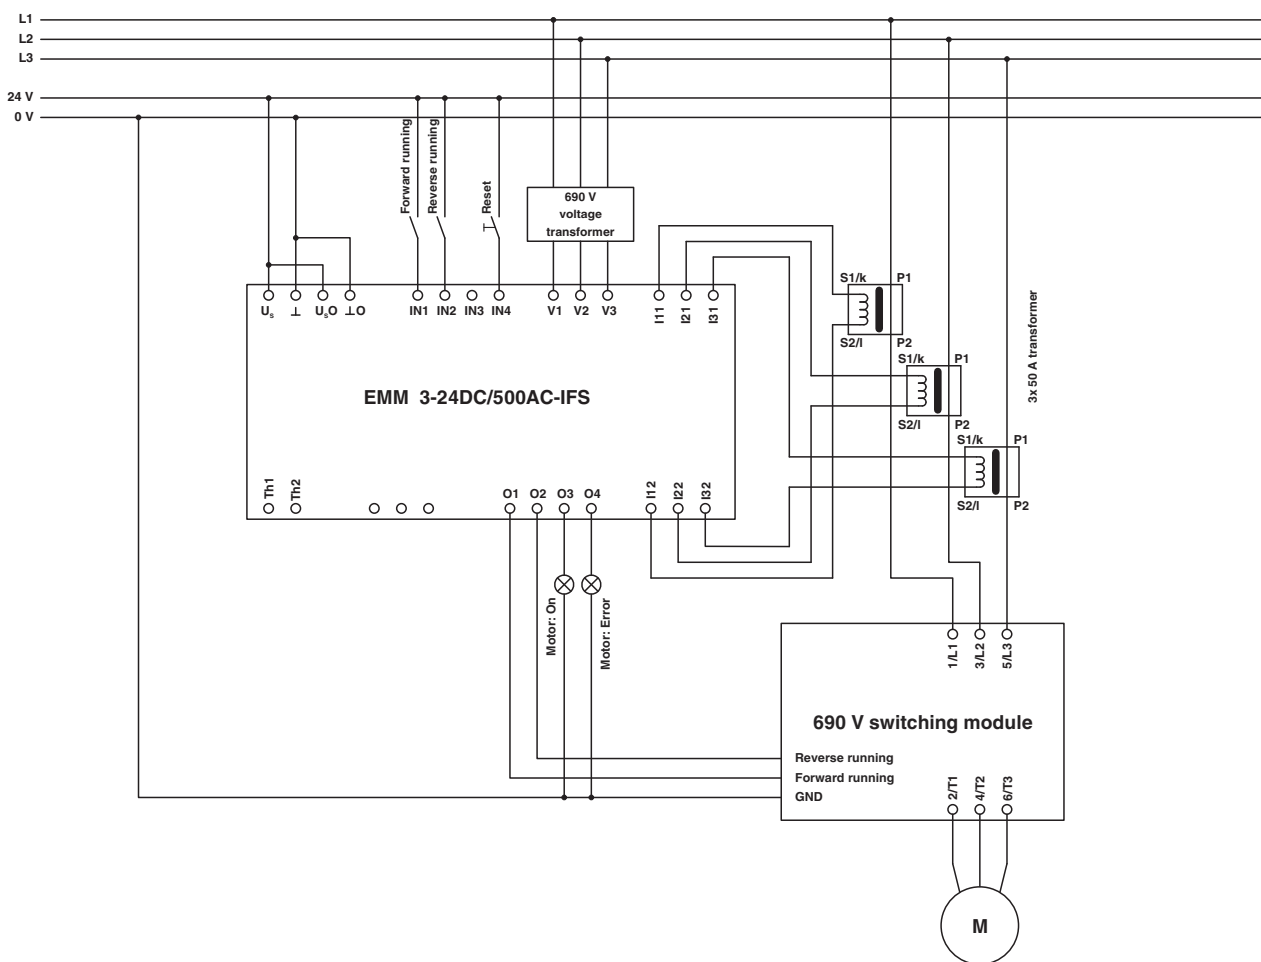 L1
L2
L3
24 V
0 V
Forward running
Reverse running
Reset
690 V
voltage
transformer
S1/k P1
S2/l P2
S1/k P1
S2/l P2
S1/k P1
S2/l P2
3x 50 A transformer
Us ⊥ UsO ⊥O IN1 IN2 IN3 IN4 V1 V2 V3 I11 I21 I31
EMM 3-24DC/500AC-IFS
Th1 Th2 O1 O2 O3 O4 I12 I22 I32
Motor: On
Motor: Error
1/L1 3/L2 5/L3
690 V switching module
Reverse running
Forward running
GND
2/T1 4/T2 6/T3
M